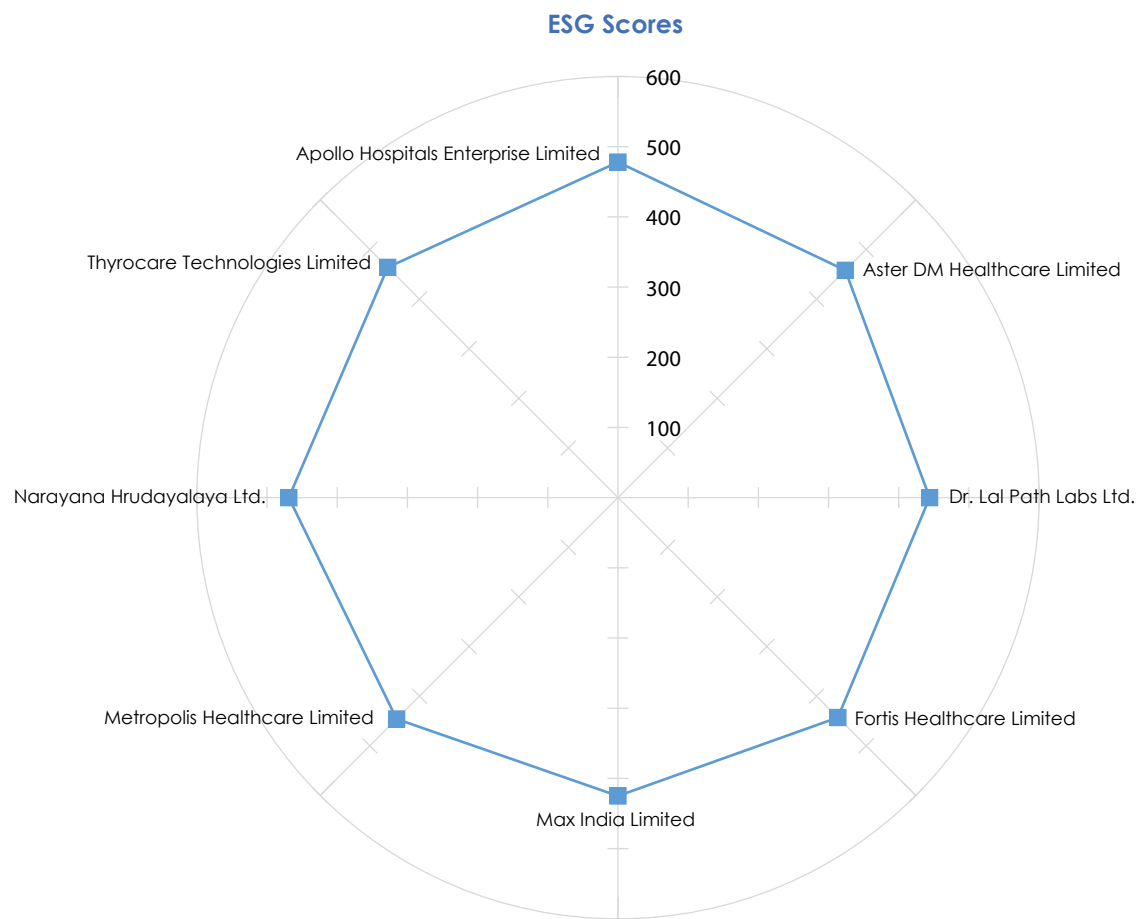 ESG Scores
600
500
Apollo Hospitals Enterprise Limited
400
Thyrocare Technologies Limited
Aster DM Healthcare Limited
300
200
100
Narayana Hrudayalaya Ltd.
Dr. Lal Path Labs Ltd.
Metropolis Healthcare Limited
Fortis Healthcare Limited
Max India Limited